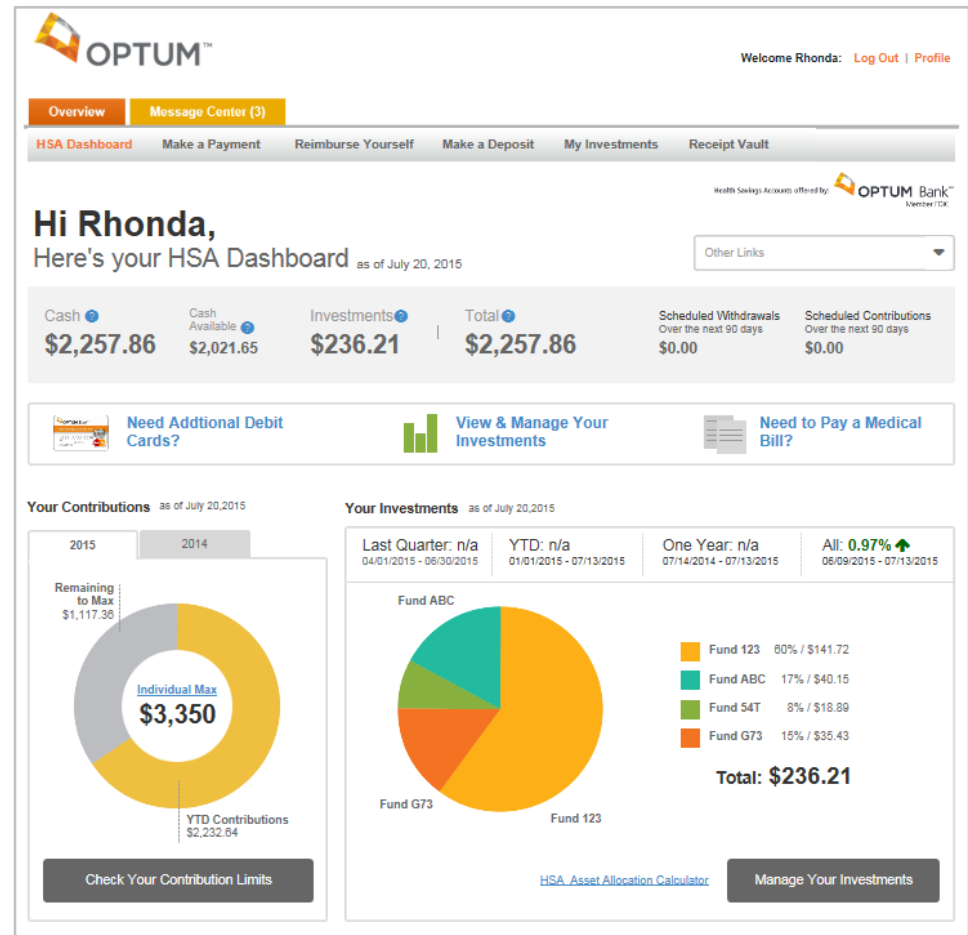 OPTUM™
Welcome Rhonda: Log Out | Profile
Overview Message Center (3)
HSA Dashboard Make a Payment Reimburse Yourself Make a Deposit My Investments Receipt Vault
Health Savings Accounts offered by: OPTUM Bank™
Member FDIC
Hi Rhonda,
Here's your HSA Dashboard as of July 20, 2015
Other Links
Cash ?
$2,257.86
Cash
Available ?
$2,021.65
Investments ?
$236.21
|
Total ?
$2,257.86
Scheduled Withdrawals
Over the next 90 days
$0.00
Scheduled Contributions
Over the next 90 days
$0.00
Need Addtional Debit
Cards?
View & Manage Your
Investments
Need to Pay a Medical
Bill?
Your Contributions as of July 20,2015
2015 2014
Remaining
to Max
$1,117.36
Individual Max
$3,350
YTD Contributions
$2,232.64
Check Your Contribution Limits
Your Investments as of July 20,2015
Last Quarter: n/a
04/01/2015 - 06/30/2015
YTD: n/a
01/01/2015 - 07/13/2015
One Year: n/a
07/14/2014 - 07/13/2015
All: 0.97%
06/09/2015 - 07/13/2015
Fund ABC
Fund G73
Fund 123
Fund 123 60% / $141.72
Fund ABC 17% / $40.15
Fund 54T 8% / $18.89
Fund G73 15% / $35.43
Total: $236.21
HSA Asset Allocation Calculator
Manage Your Investments